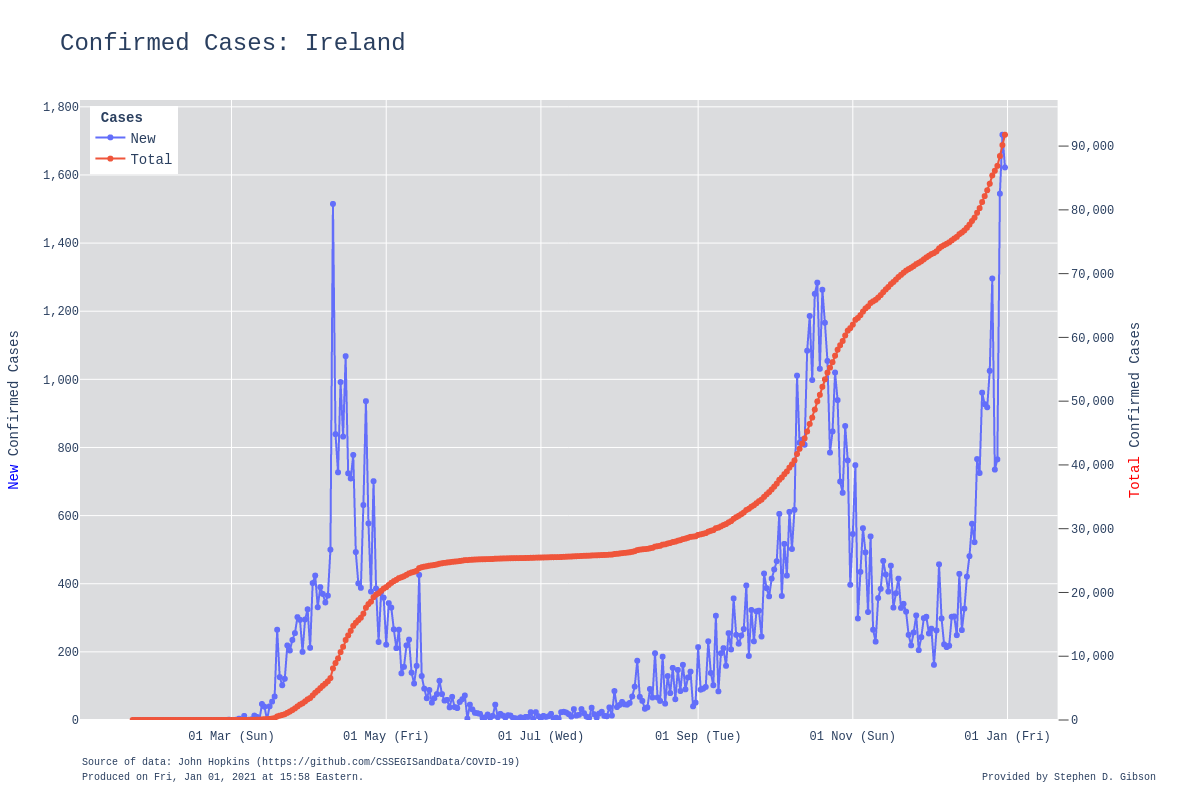 Confirmed Cases: Ireland
1,800
1,600
1,400
1,200
1,000
800
600
400
200
0
New Confirmed Cases
Cases
New
Total
90,000
80,000
70,000
60,000
50,000
40,000
30,000
20,000
10,000
0
Total Confirmed Cases
01 Mar (Sun) 01 May (Fri) 01 Jul (Wed) 01 Sep (Tue) 01 Nov (Sun) 01 Jan (Fri)
Source of data: John Hopkins (https://github.com/CSSEGISandData/COVID-19)
Produced on Fri, Jan 01, 2021 at 15:58 Eastern.
Provided by Stephen D. Gibson